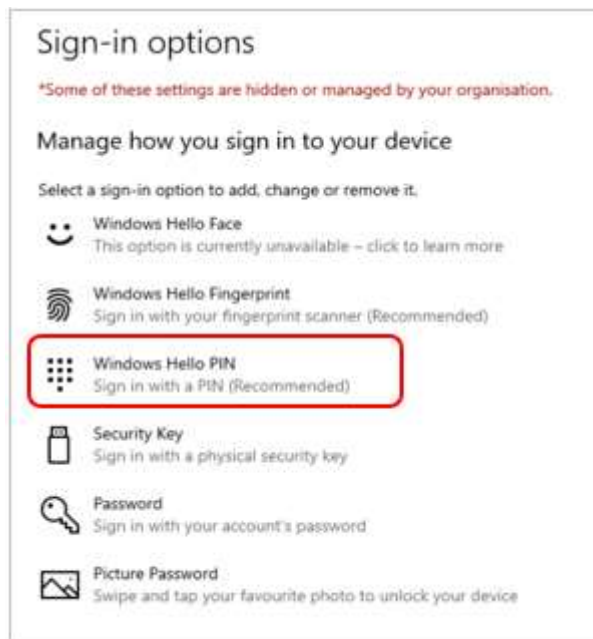 Sign-in options
*Some of these settings are hidden or managed by your organisation.
Manage how you sign in to your device
Select a sign-in option to add, change or remove it.
Windows Hello Face
This option is currently unavailable – click to learn more
Windows Hello Fingerprint
Sign in with your fingerprint scanner (Recommended)
Windows Hello PIN
Sign in with a PIN (Recommended)
Security Key
Sign in with a physical security key
Password
Sign in with your account's password
Picture Password
Swipe and tap your favourite photo to unlock your device